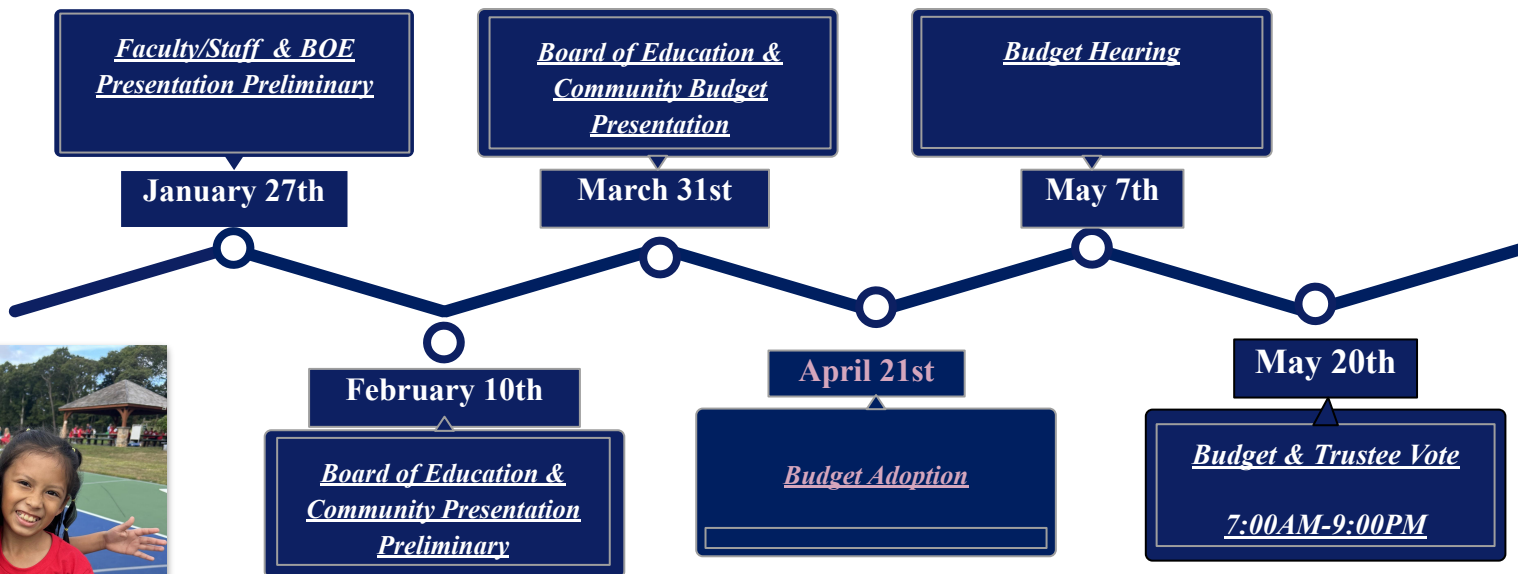 Faculty/Staff & BOE
Presentation Preliminary
January 27th
Board of Education &
Community Budget
Presentation
March 31st
Budget Hearing
May 7th
February 10th
Board of Education &
Community Presentation
Preliminary
April 21st
Budget Adoption
May 20th
Budget & Trustee Vote
7:00AM-9:00PM